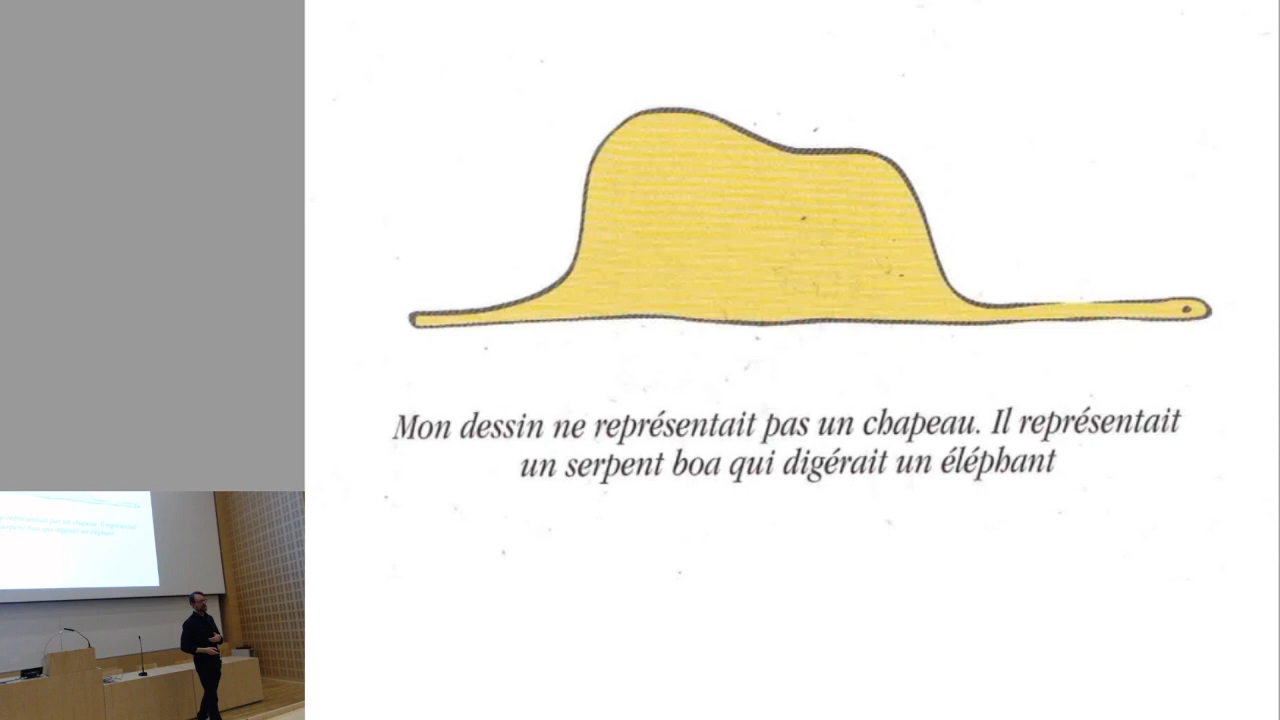 Mon dessin ne représentait pas un chapeau. Il représentait
un serpent boa qui digérait un éléphant